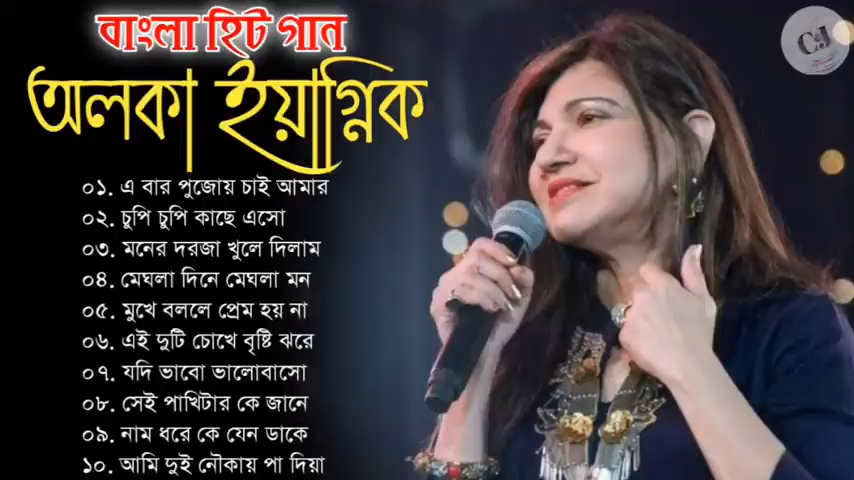 বাংলা হিট গান
অলকা ইয়াগ্নিক
CJ
০১. এ বার পুজোয় চাই আমার
০২. চুপি চুপি কাছে এসো
০৩. মনের দরজা খুলে দিলাম
০৪. মেঘলা দিনে মেঘলা মন
০৫. মুখে বললে প্রেম হয় না
০৬. এই দুটি চোখে বৃষ্টি ঝরে
০৭. যদি ভাবো ভালোবাসো
০৮. সেই পাখিটার কে জানে
০৯. নাম ধরে কে যেন ডাকে
১০. আমি দুই নৌকায় পা দিয়া